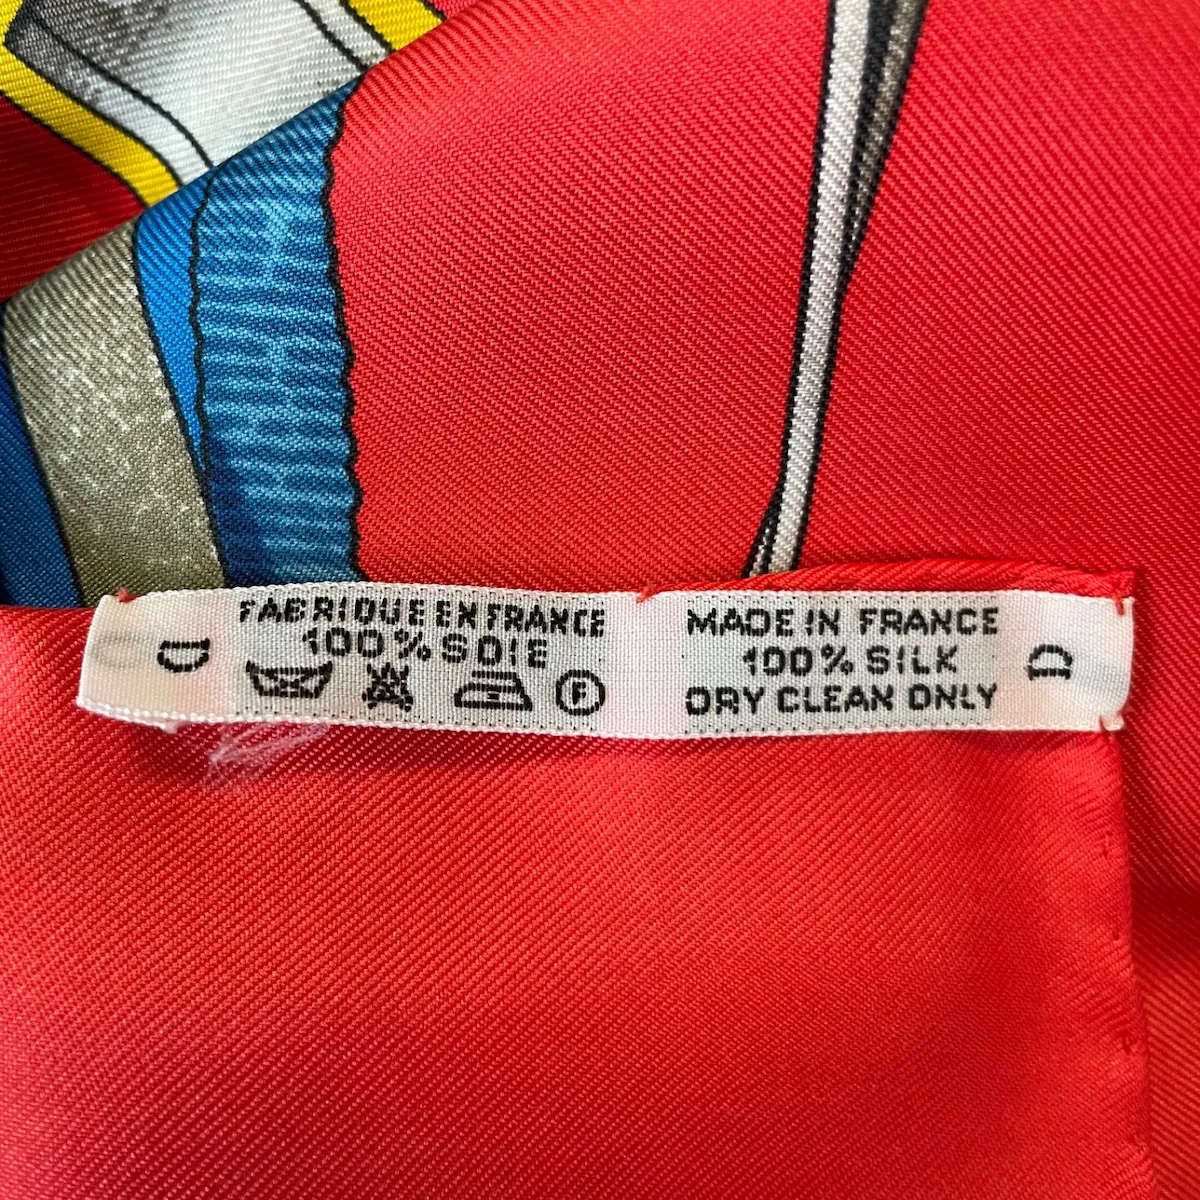 D
FABRIQUE EN FRANCE
100% SOIE
F
MADE IN FRANCE
100% SILK
DRY CLEAN ONLY
D